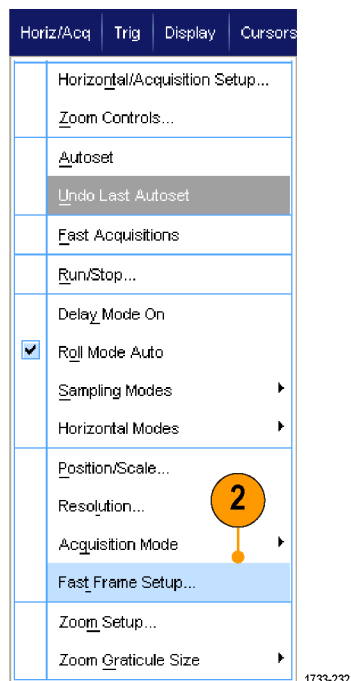 Horiz/Acq Trig Display Cursors
Horizontal/Acquisition Setup...
Zoom Controls...
Autoset
Undo Last Autoset
Fast Acquisitions
Run/Stop...
Delay Mode On
Roll Mode Auto
Sampling Modes
Horizontal Modes
Position/Scale...
Resolution...
2
Acquisition Mode
Fast Frame Setup...
Zoom Setup...
Zoom Graticule Size
1733-232